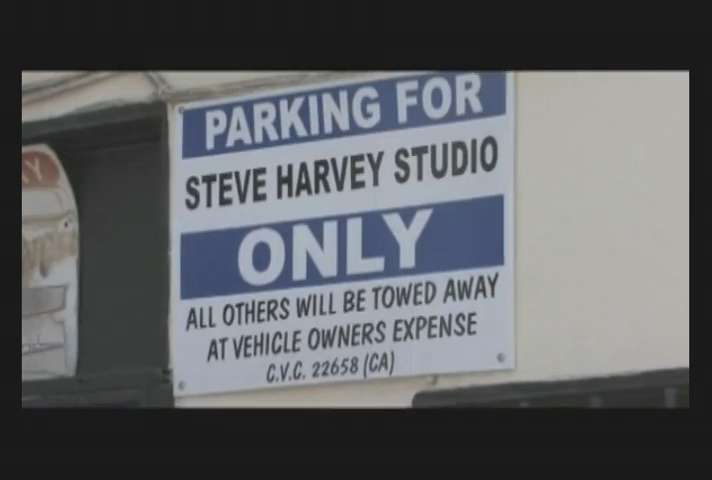 PARKING FOR
STEVE HARVEY STUDIO
ONLY
ALL OTHERS WILL BE TOWED AWAY
AT VEHICLE OWNERS EXPENSE
C.V.C. 22658 (CA)